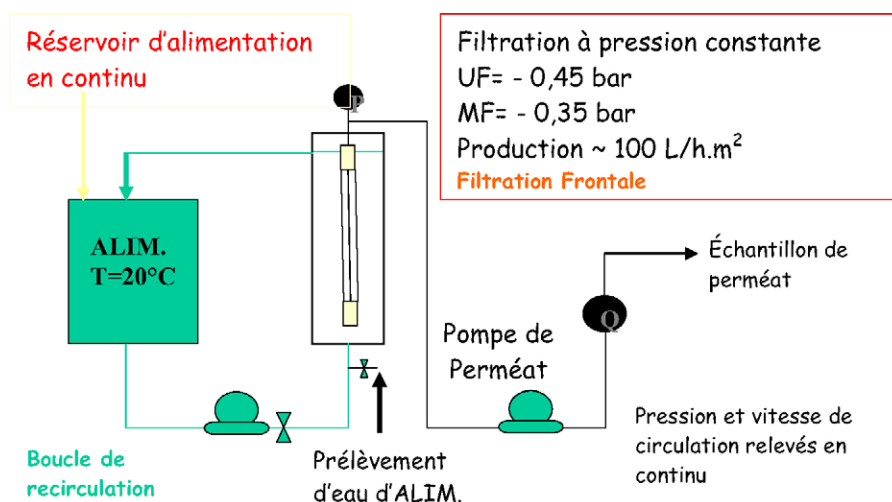 Réservoir d'alimentation
en continu
Filtration à pression constante
UF= - 0,45 bar
MF= - 0,35 bar
Production ~ 100 L/h.m²
Filtration Frontale
P
ALIM.
T=20°C
Échantillon de
perméat
Q
Pompe de
Perméat
Boucle de
recirculation
Prélèvement
d'eau d'ALIM.
Pression et vitesse de
circulation relevés en
continu